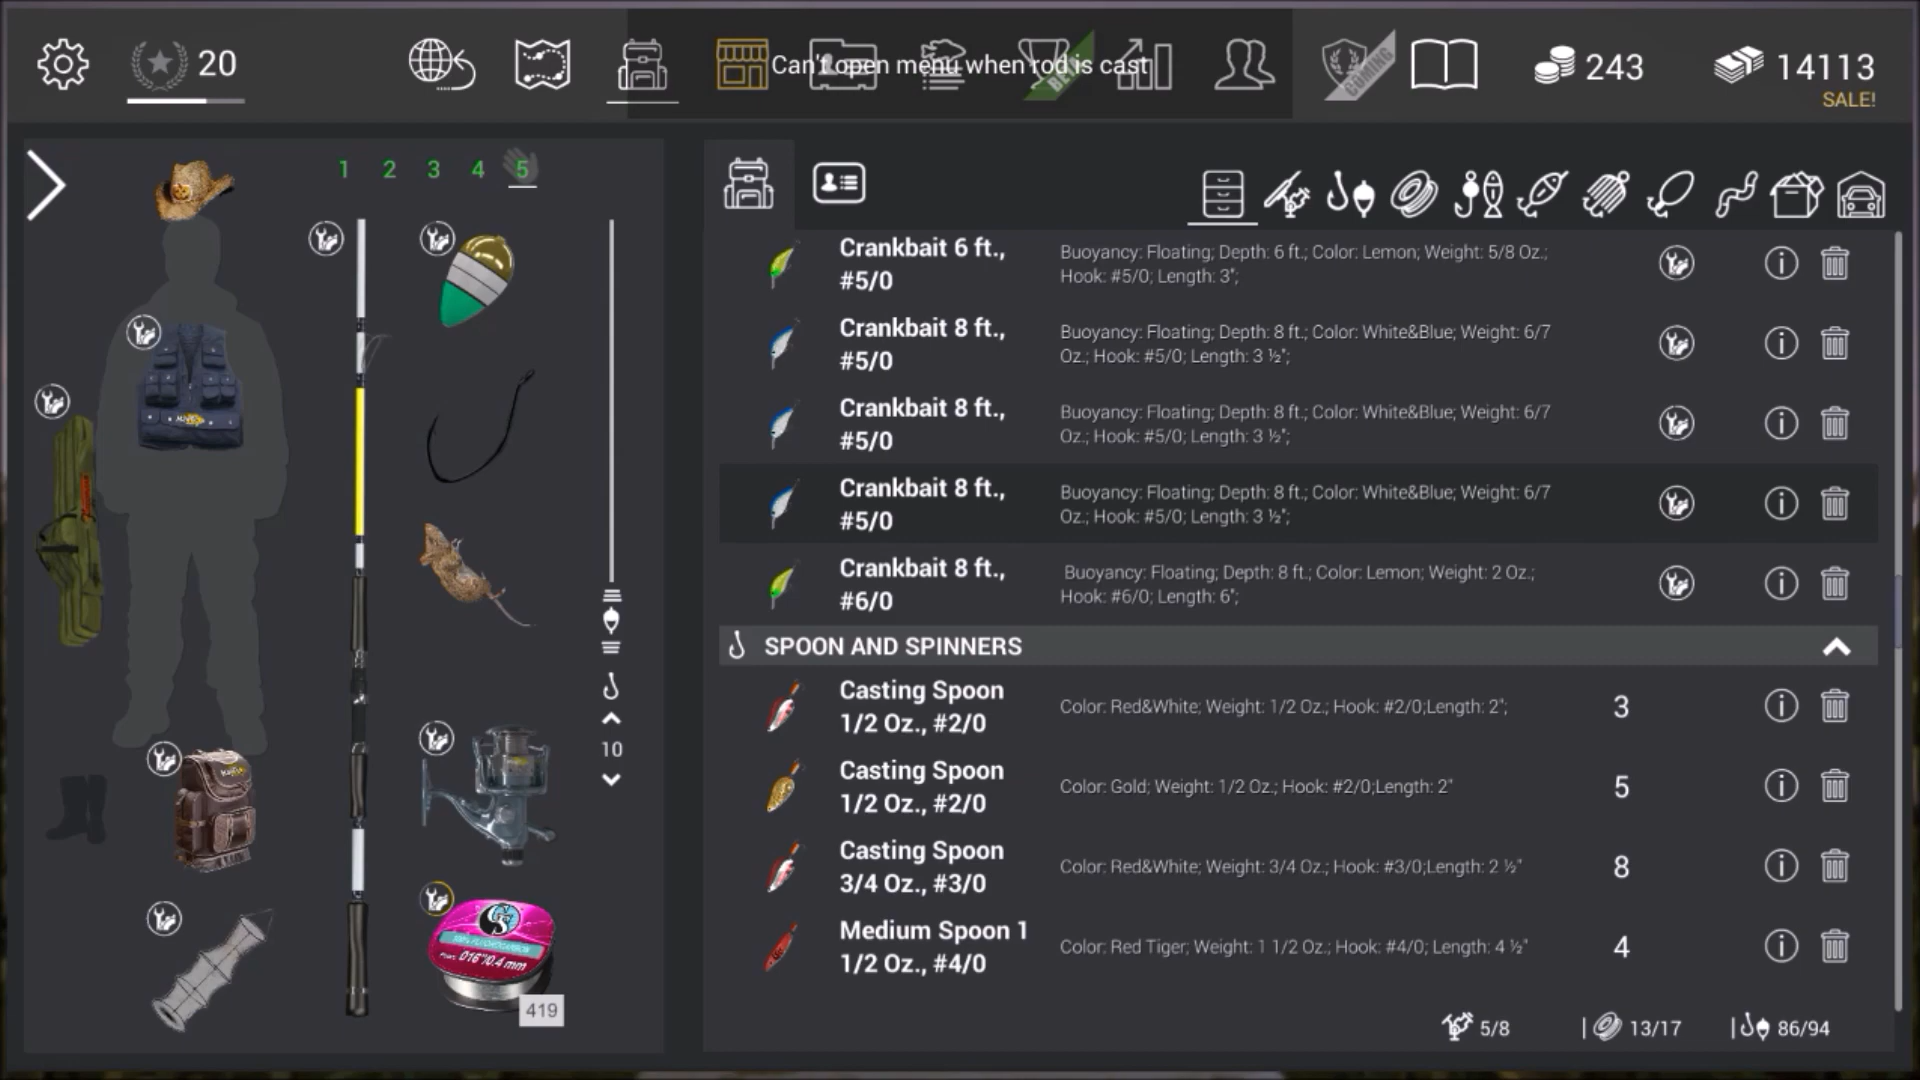 20
Can't open menu when rod is cast
BETA
COMING
243
14113
SALE!
1 2 3 4 5
10
.016"/0.4 mm
419
Crankbait 6 ft.,
#5/0
Buoyancy: Floating; Depth: 6 ft.; Color: Lemon; Weight: 5/8 Oz.;
Hook: #5/0; Length: 3";
Crankbait 8 ft.,
#5/0
Buoyancy: Floating; Depth: 8 ft.; Color: White&Blue; Weight: 6/7
Oz.; Hook: #5/0; Length: 3 ½";
Crankbait 8 ft.,
#5/0
Buoyancy: Floating; Depth: 8 ft.; Color: White&Blue; Weight: 6/7
Oz.; Hook: #5/0; Length: 3 ½";
Crankbait 8 ft.,
#5/0
Buoyancy: Floating; Depth: 8 ft.; Color: White&Blue; Weight: 6/7
Oz.; Hook: #5/0; Length: 3 ½";
Crankbait 8 ft.,
#6/0
Buoyancy: Floating; Depth: 8 ft.; Color: Lemon; Weight: 2 Oz.;
Hook: #6/0; Length: 6";
SPOON AND SPINNERS
Casting Spoon
1/2 Oz., #2/0
Color: Red&White; Weight: 1/2 Oz.; Hook: #2/0;Length: 2";
3
Casting Spoon
1/2 Oz., #2/0
Color: Gold; Weight: 1/2 Oz.; Hook: #2/0;Length: 2"
5
Casting Spoon
3/4 Oz., #3/0
Color: Red&White; Weight: 3/4 Oz.; Hook: #3/0;Length: 2 ½"
8
Medium Spoon 1
1/2 Oz., #4/0
Color: Red Tiger; Weight: 1 1/2 Oz.; Hook: #4/0; Length: 4 ½"
4
5/8
13/17
86/94